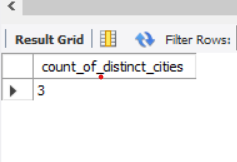 Result Grid Filter Rows:
count_of_distinct_cities
3